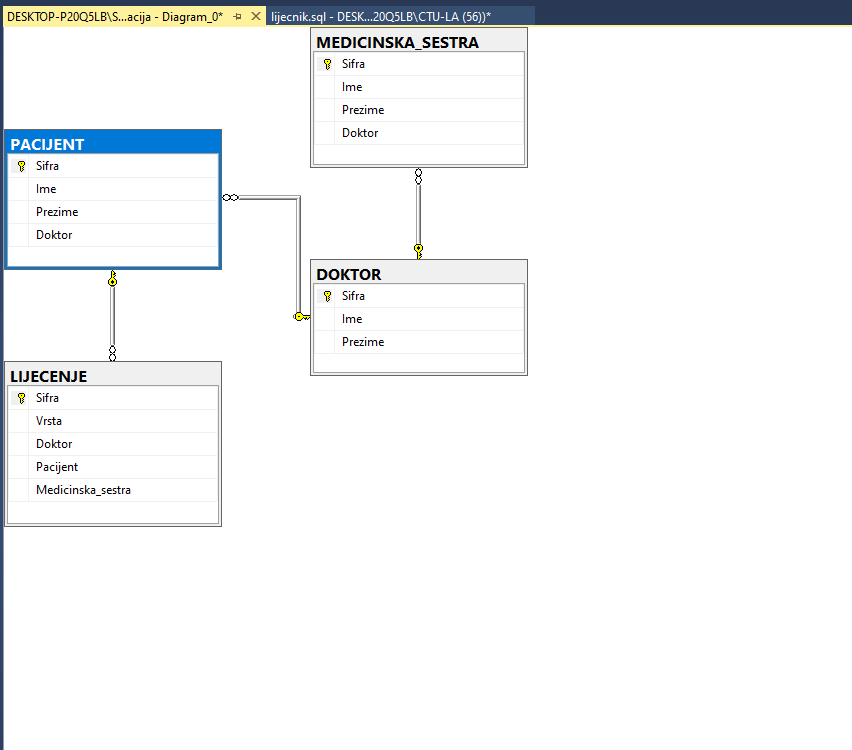 DESKTOP-P20Q5LB\S...acija - Diagram_0*
lijecnik.sql - DESK...20Q5LB\CTU-LA (56))*
MEDICINSKA_SESTRA
Sifra
Ime
Prezime
Doktor
PACIJENT
Sifra
Ime
Prezime
Doktor
DOKTOR
Sifra
Ime
Prezime
LIJECENJE
Sifra
Vrsta
Doktor
Pacijent
Medicinska_sestra